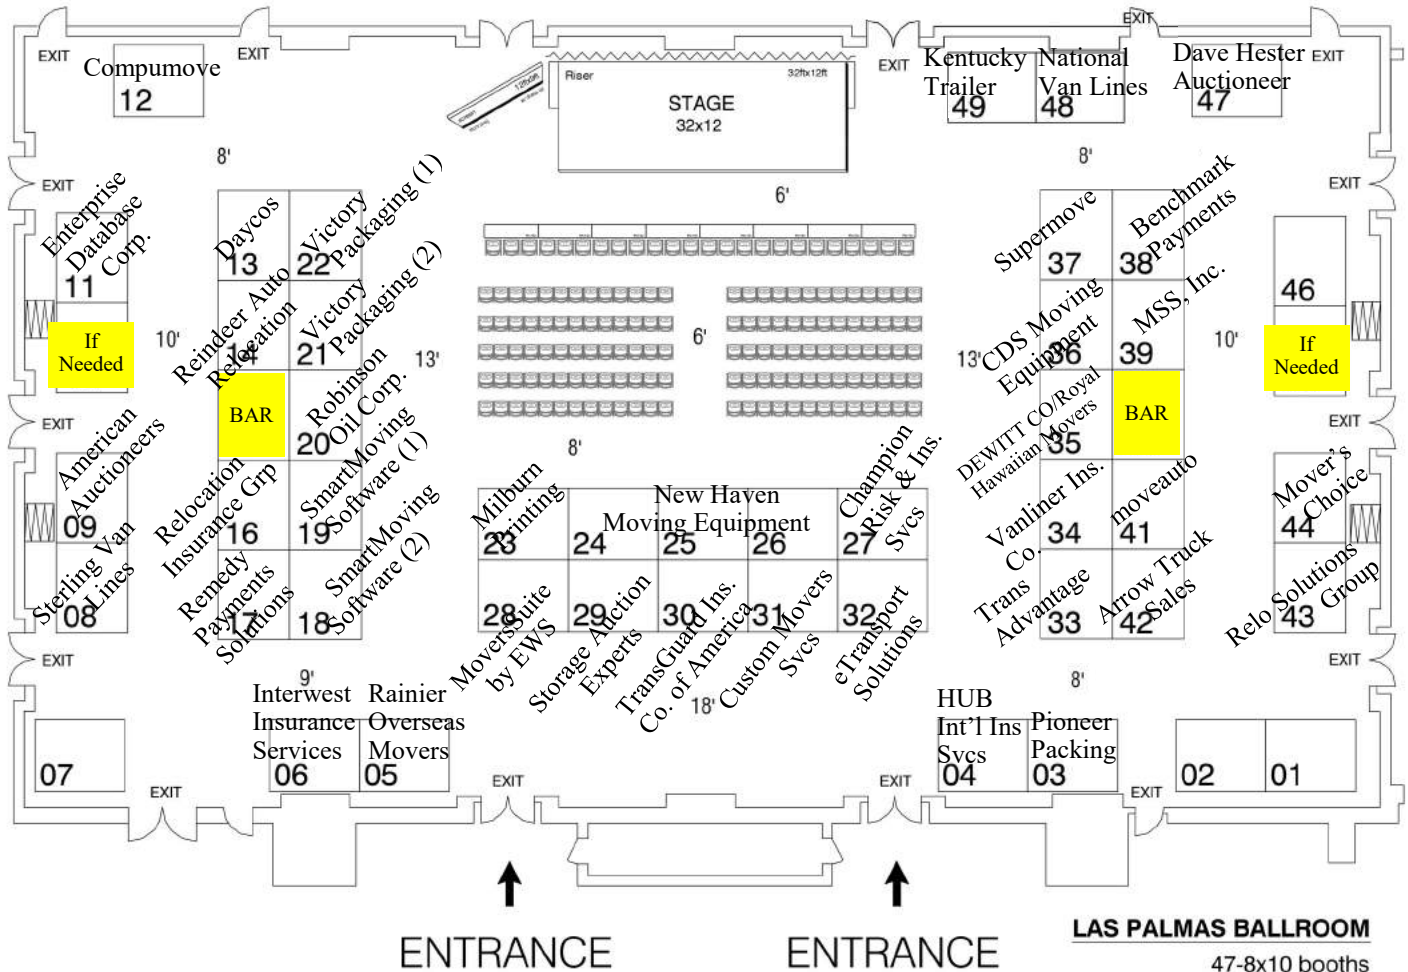 EXIT
EXIT
EXIT
EXIT
EXIT
EXIT
Compumove
12
Riser
32ftx12ft
STAGE
32x12
Kentucky
Trailer
49
National
Van Lines
48
Dave Hester
Auctioneer
47
8'
6'
8'
EXIT
EXIT
Enterprise
Database
Corp.
11
Daycos
13
Victory
Packaging (1)
22
Supermove
37
Benchmark
Payments
38
46
If
Needed
10'
Reindeer Auto
Relocation
14
Victory
Packaging (2)
21
13'
6'
13'
CDS Moving
Equipment
36
MSS, Inc.
39
10'
If
Needed
EXIT
EXIT
BAR
Robinson
Oil Corp.
20
8'
DEWITT CO/Royal
Hawaiian Movers
35
BAR
American
Auctioneers
09
Relocation
Insurance Grp
16
SmartMoving
Software (1)
19
Milburn
Printing
23
New Haven
Moving Equipment
24
25
26
Champion
Risk & Ins.
Svcs
27
Vanliner Ins.
Co.
34
moveauto
41
Mover's
Choice
44
Sterling Van
Lines
08
Remedy
Payments
Solutions
17
SmartMoving
Software (2)
18
MoversSuite
by EWS
28
Storage Auction
Experts
29
TransGuard Ins.
Co. of America
30
Custom Movers
Svcs
31
eTransport
Solutions
32
Trans
Advantage
33
Arrow Truck
Sales
42
Relo Solutions
Group
43
EXIT
EXIT
9'
18'
8'
07
Interwest
Insurance
Services
06
Rainier
Overseas
Movers
05
HUB
Int'l Ins
Svcs
04
Pioneer
Packing
03
02
01
EXIT
EXIT
EXIT
EXIT
ENTRANCE
ENTRANCE
LAS PALMAS BALLROOM
47-8x10 booths